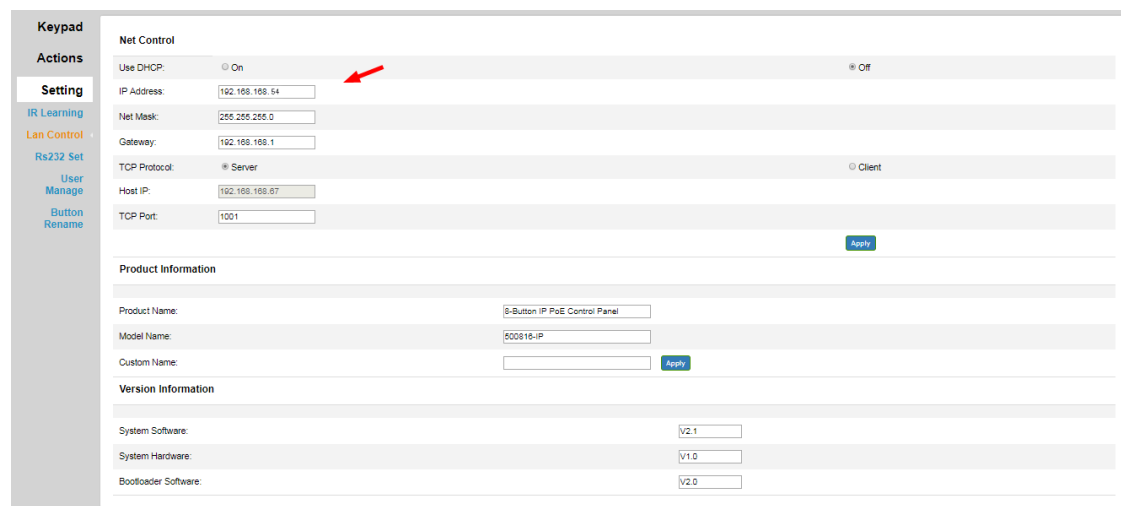 Keypad
Actions
Setting
IR Learning
Lan Control
Rs232 Set
User
Manage
Button
Rename
Net Control
Use DHCP: On Off
IP Address: 192.168.168.54
Net Mask: 255.255.255.0
Gateway: 192.168.168.1
TCP Protocol: Server Client
Host IP: 192.168.168.67
TCP Port: 1001
Apply
Product Information
Product Name: 8-Button IP PoE Control Panel
Model Name: 500816-IP
Custom Name: Apply
Version Information
System Software: V2.1
System Hardware: V1.0
Bootloader Software: V2.0